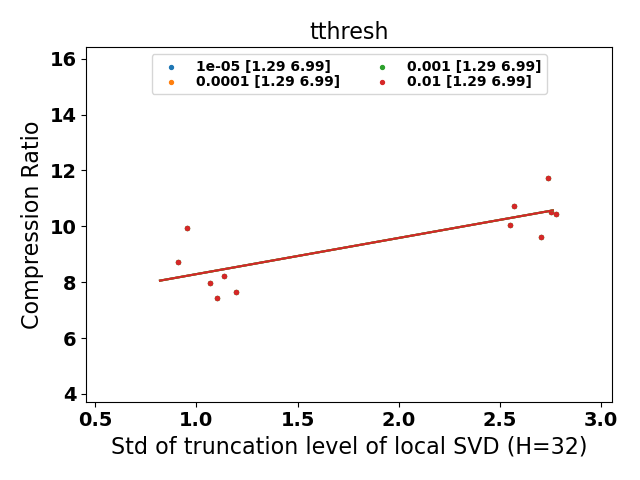 tthresh
1e-05 [1.29 6.99]
0.0001 [1.29 6.99]
0.001 [1.29 6.99]
0.01 [1.29 6.99]
Compression Ratio
16
14
12
10
8
6
4
0.5 1.0 1.5 2.0 2.5 3.0
Std of truncation level of local SVD (H=32)